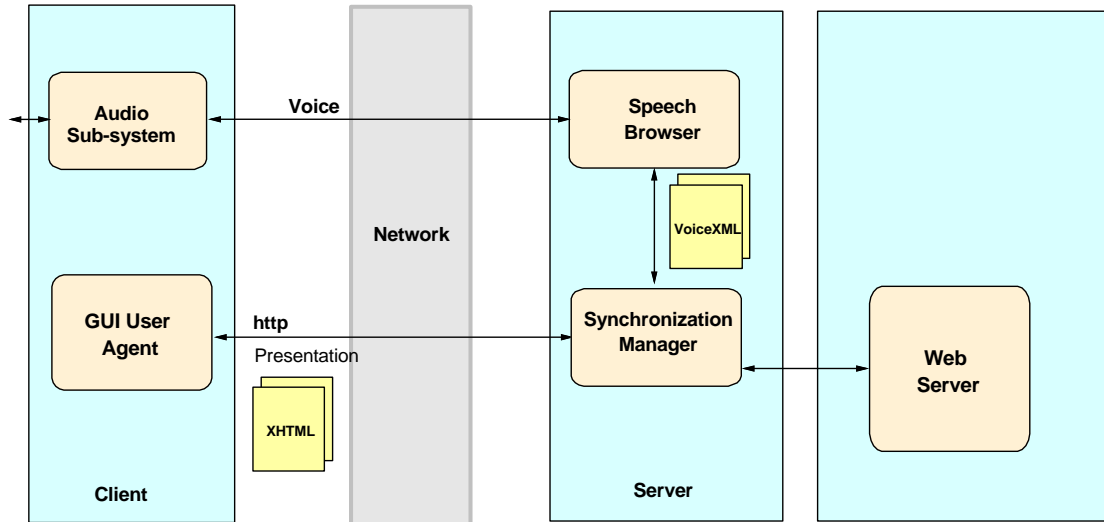 Audio
Sub-system
Voice
Speech
Browser
VoiceXML
Network
GUI User
Agent
http
Presentation
XHTML
Synchronization
Manager
Web
Server
Client
Server